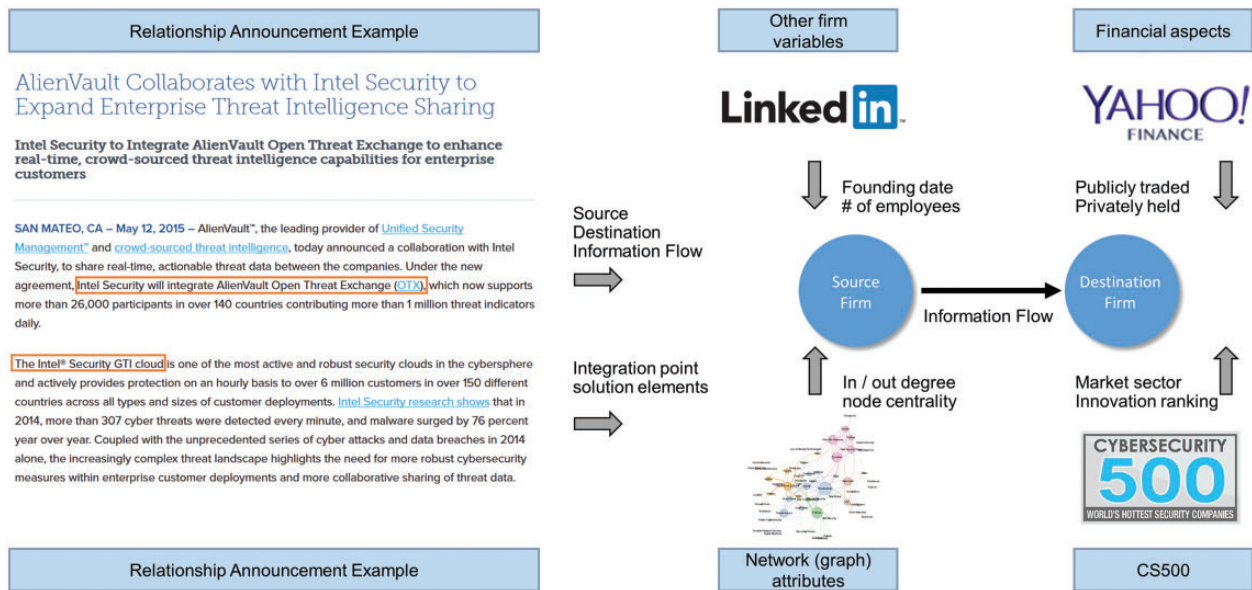 Relationship Announcement Example
AlienVault Collaborates with Intel Security to
Expand Enterprise Threat Intelligence Sharing
Intel Security to Integrate AlienVault Open Threat Exchange to enhance
real-time, crowd-sourced threat intelligence capabilities for enterprise
customers
SAN MATEO, CA – May 12, 2015 – AlienVault™, the leading provider of Unified Security
Management™ and crowd-sourced threat intelligence, today announced a collaboration with Intel
Security, to share real-time, actionable threat data between the companies. Under the new
agreement, Intel Security will integrate AlienVault Open Threat Exchange (OTX), which now supports
more than 26,000 participants in over 140 countries contributing more than 1 million threat indicators
daily.
The Intel® Security GTI cloud is one of the most active and robust security clouds in the cybersphere
and actively provides protection on an hourly basis to over 6 million customers in over 150 different
countries across all types and sizes of customer deployments. Intel Security research shows that in
2014, more than 307 cyber threats were detected every minute, and malware surged by 76 percent
year over year. Coupled with the unprecedented series of cyber attacks and data breaches in 2014
alone, the increasingly complex threat landscape highlights the need for more robust cybersecurity
measures within enterprise customer deployments and more collaborative sharing of threat data.
Relationship Announcement Example
Source
Destination
Information Flow
Integration point
solution elements
Other firm
variables
Linked in™
Founding date
# of employees
Source
Firm
Information Flow
In / out degree
node centrality
Network (graph)
attributes
Financial aspects
YAHOO!
FINANCE
Publicly traded
Privately held
Destination
Firm
Market sector
Innovation ranking
CYBERSECURITY
500
WORLD'S HOTTEST SECURITY COMPANIES
CS500